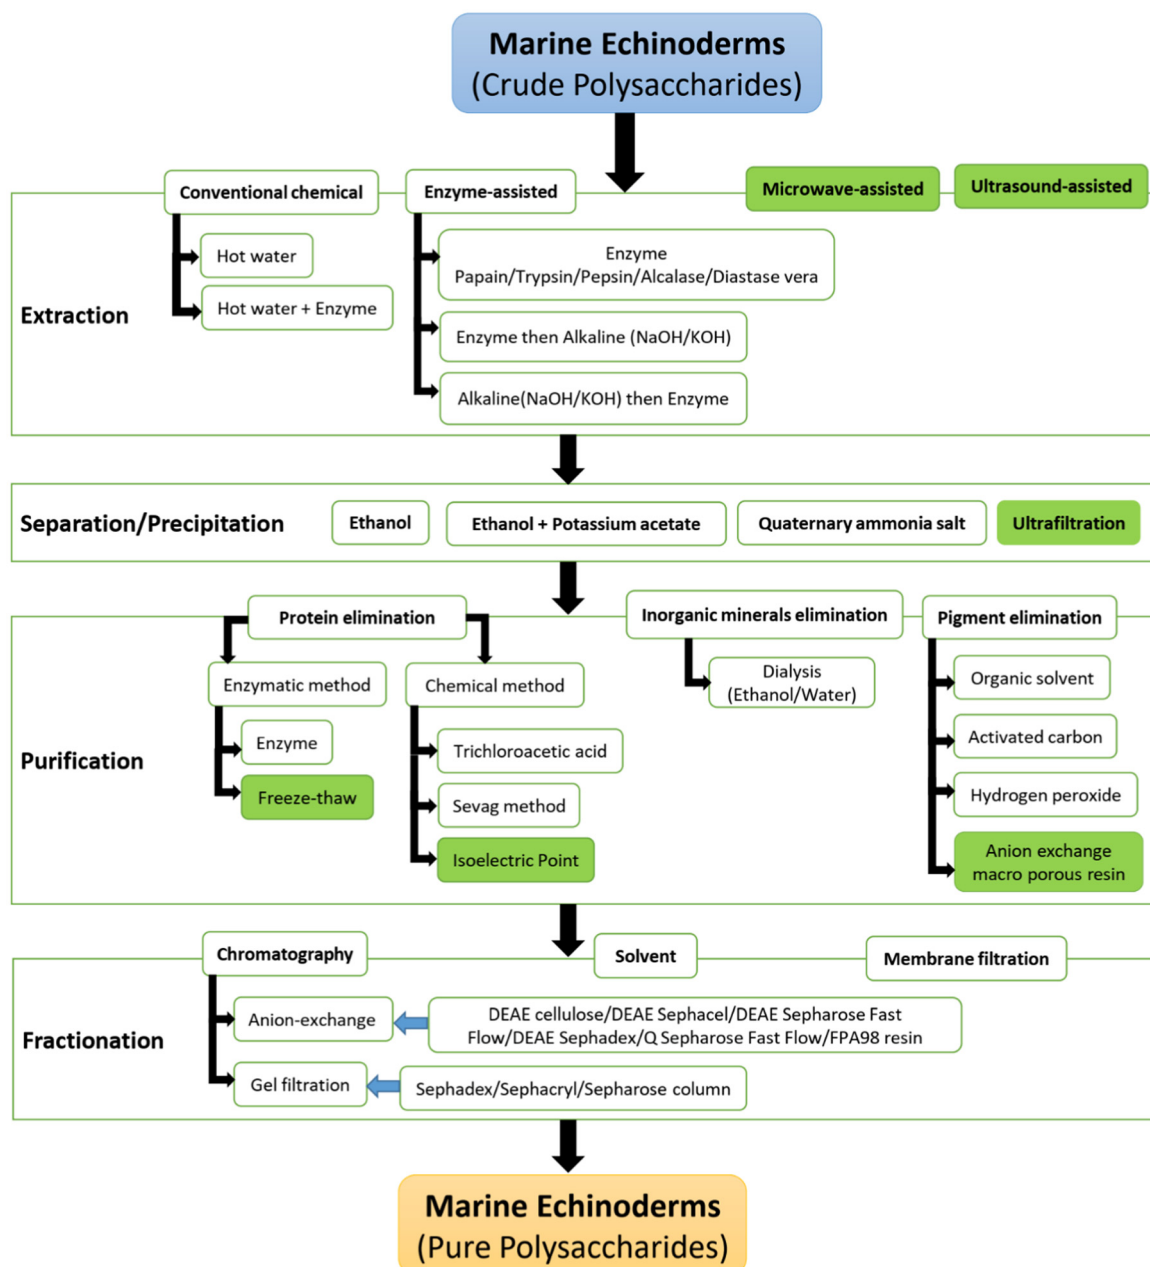 Marine Echinoderms
(Crude Polysaccharides)
Extraction
Conventional chemical
Hot water
Hot water + Enzyme
Enzyme-assisted
Enzyme
Papain/Trypsin/Pepsin/Alcalase/Diastase vera
Enzyme then Alkaline (NaOH/KOH)
Alkaline(NaOH/KOH) then Enzyme
Microwave-assisted
Ultrasound-assisted
Separation/Precipitation
Ethanol
Ethanol + Potassium acetate
Quaternary ammonia salt
Ultrafiltration
Purification
Protein elimination
Enzymatic method
Enzyme
Freeze-thaw
Chemical method
Trichloroacetic acid
Sevag method
Isoelectric Point
Inorganic minerals elimination
Dialysis
(Ethanol/Water)
Pigment elimination
Organic solvent
Activated carbon
Hydrogen peroxide
Anion exchange
macro porous resin
Fractionation
Chromatography
Anion-exchange
DEAE cellulose/DEAE Sephacel/DEAE Sepharose Fast
Flow/DEAE Sephadex/Q Sepharose Fast Flow/FPA98 resin
Gel filtration
Sephadex/Sephacryl/Sepharose column
Solvent
Membrane filtration
Marine Echinoderms
(Pure Polysaccharides)